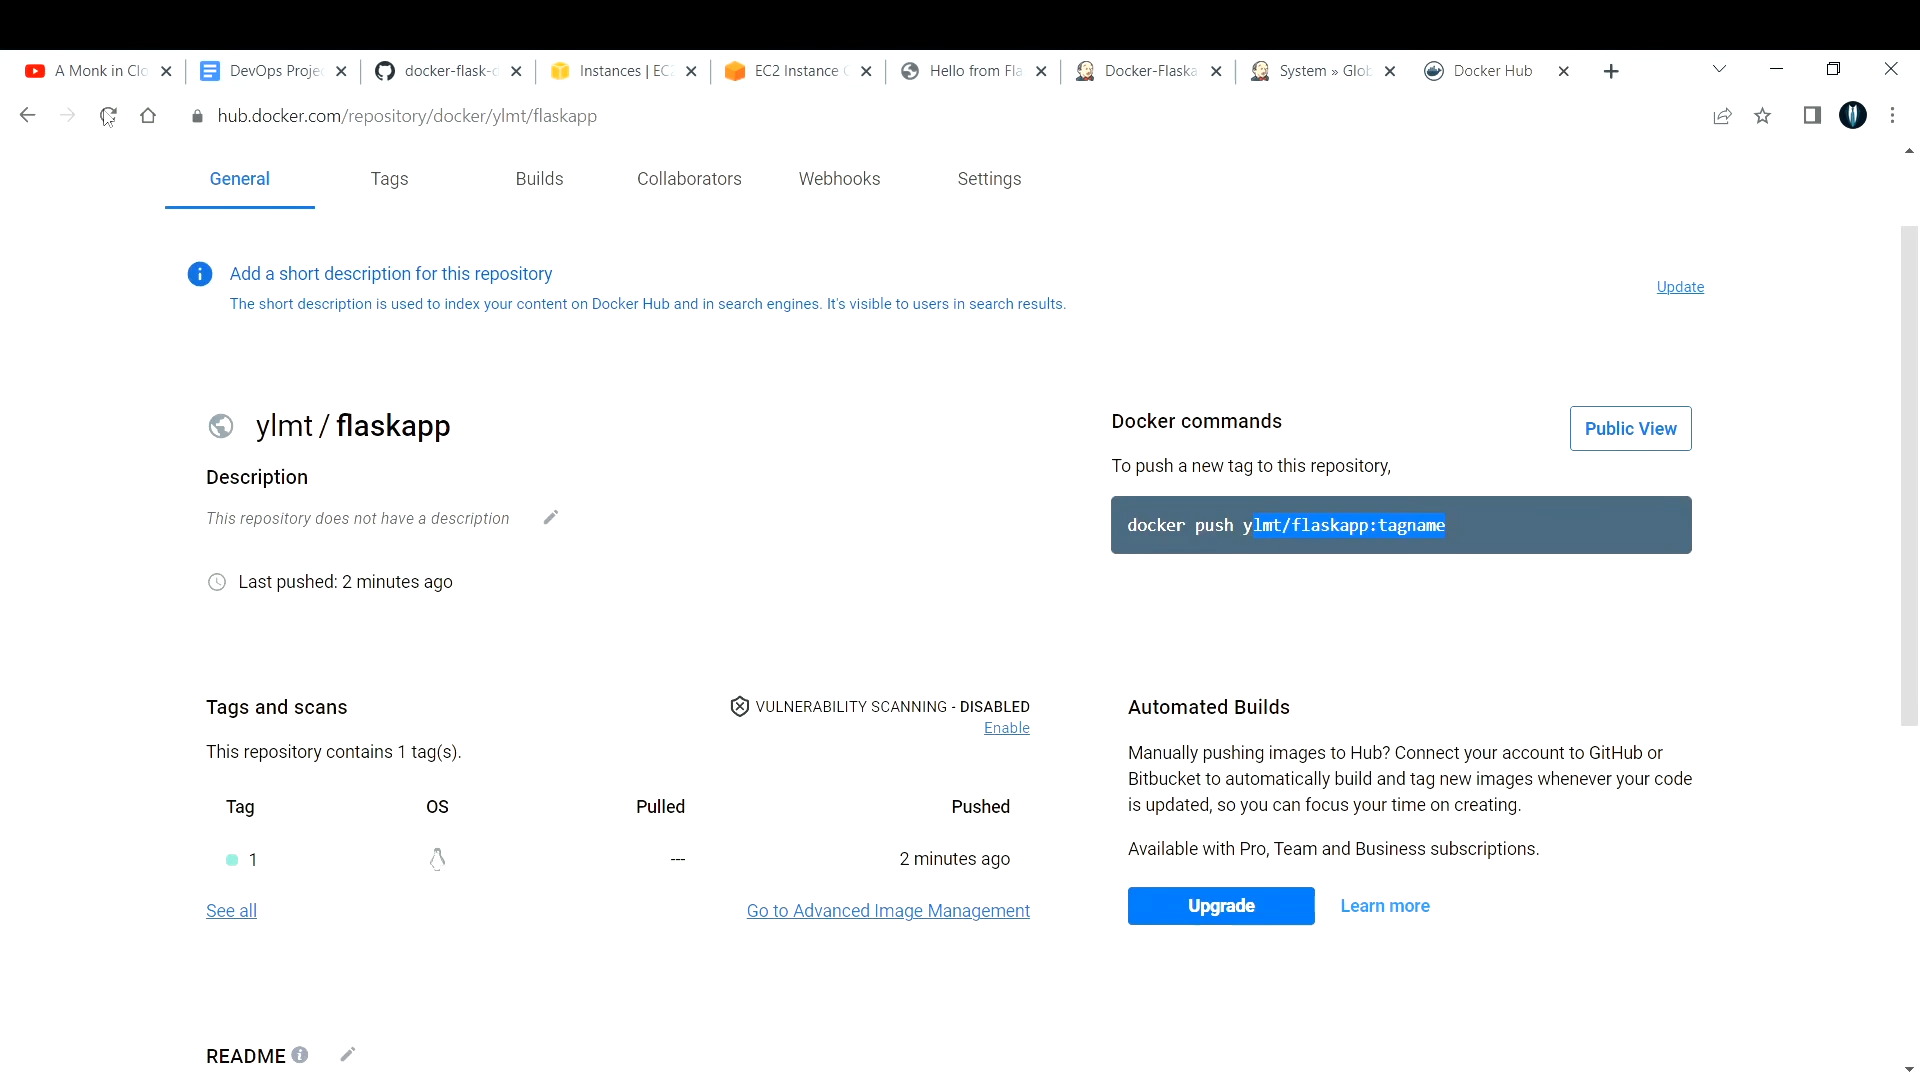 A Monk in Clo
DevOps Projec
docker-flask-c
Instances | EC2
EC2 Instance C
Hello from Fla
Docker-Flaska
System » Glob
Docker Hub
hub.docker.com/repository/docker/ylmt/flaskapp
General
Tags
Builds
Collaborators
Webhooks
Settings
Add a short description for this repository
The short description is used to index your content on Docker Hub and in search engines. It's visible to users in search results.
Update
ylmt / flaskapp
Description
This repository does not have a description
Last pushed: 2 minutes ago
Docker commands
Public View
To push a new tag to this repository,
docker push ylmt/flaskapp:tagname
Tags and scans
VULNERABILITY SCANNING - DISABLED
Enable
This repository contains 1 tag(s).
Tag OS Pulled Pushed
1 --- 2 minutes ago
See all
Go to Advanced Image Management
Automated Builds
Manually pushing images to Hub? Connect your account to GitHub or
Bitbucket to automatically build and tag new images whenever your code
is updated, so you can focus your time on creating.
Available with Pro, Team and Business subscriptions.
Upgrade
Learn more
README